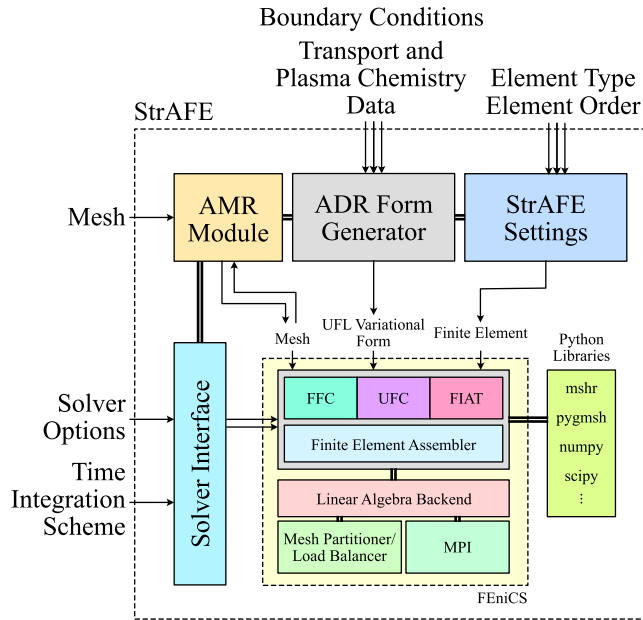 Boundary Conditions
Transport and
Plasma Chemistry
Data
Element Type
Element Order
StrAFE
Mesh
AMR
Module
ADR Form
Generator
StrAFE
Settings
Mesh
UFL Variational
Form
Finite Element
Python
Libraries
Solver
Options
Time
Integration
Scheme
Solver Interface
FFC
UFC
FIAT
Finite Element Assembler
Linear Algebra Backend
Mesh Partitioner/
Load Balancer
MPI
FEniCS
mshr
pygmsh
numpy
scipy
⋮